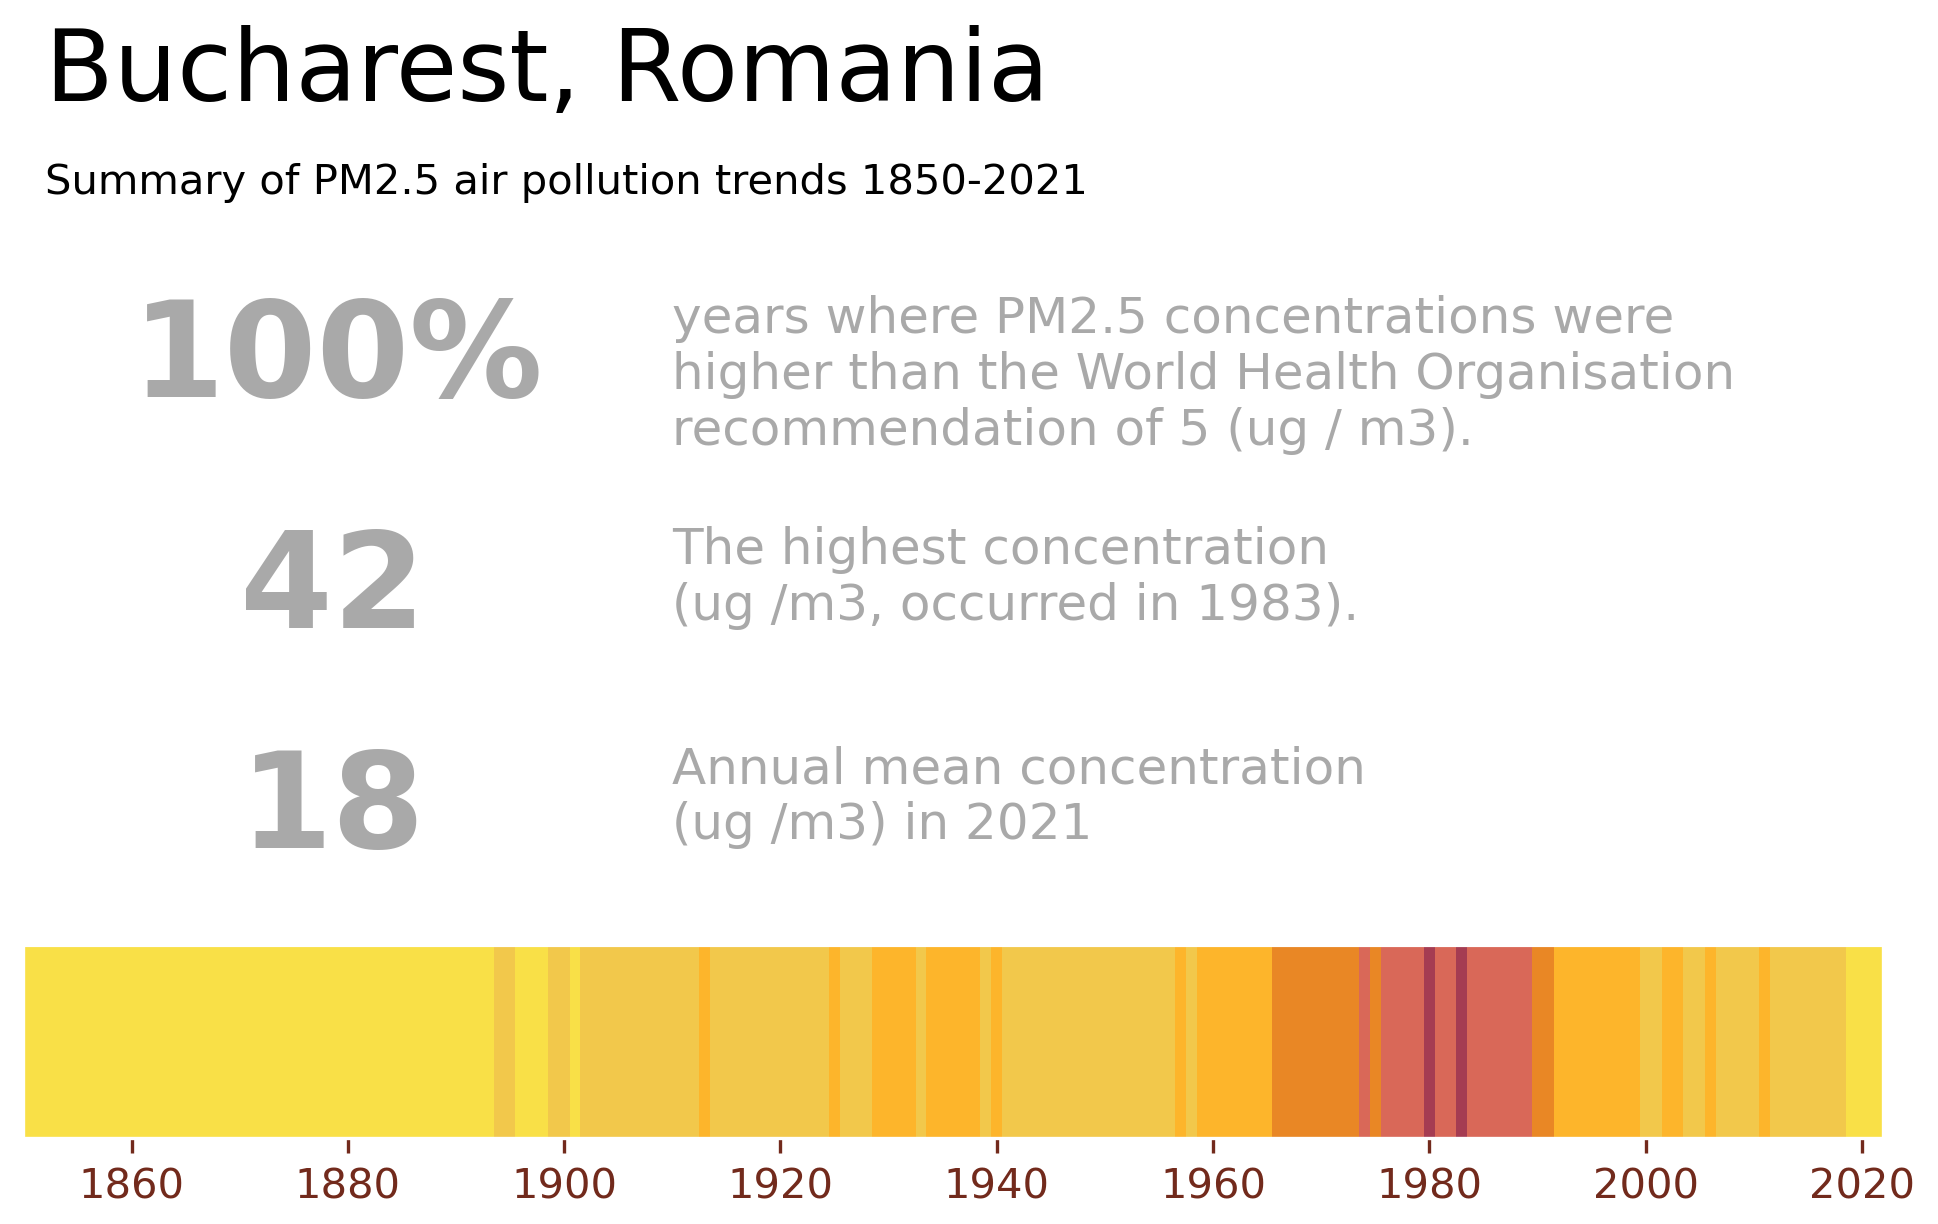 Bucharest, Romania
Summary of PM2.5 air pollution trends 1850-2021
100%
years where PM2.5 concentrations were
higher than the World Health Organisation
recommendation of 5 (ug / m3).
42
The highest concentration
(ug /m3, occurred in 1983).
18
Annual mean concentration
(ug /m3) in 2021
1860 1880 1900 1920 1940 1960 1980 2000 2020